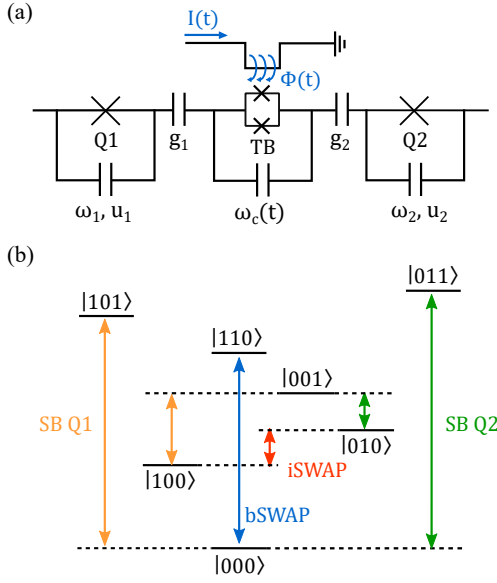 (a)
I(t)
Φ(t)
Q1
g₁
TB
g₂
Q2
ω₁, u₁
ω_c(t)
ω₂, u₂
(b)
|011⟩
|101⟩
|110⟩
|001⟩
SB Q1
SB Q2
|010⟩
|100⟩
iSWAP
bSWAP
|000⟩